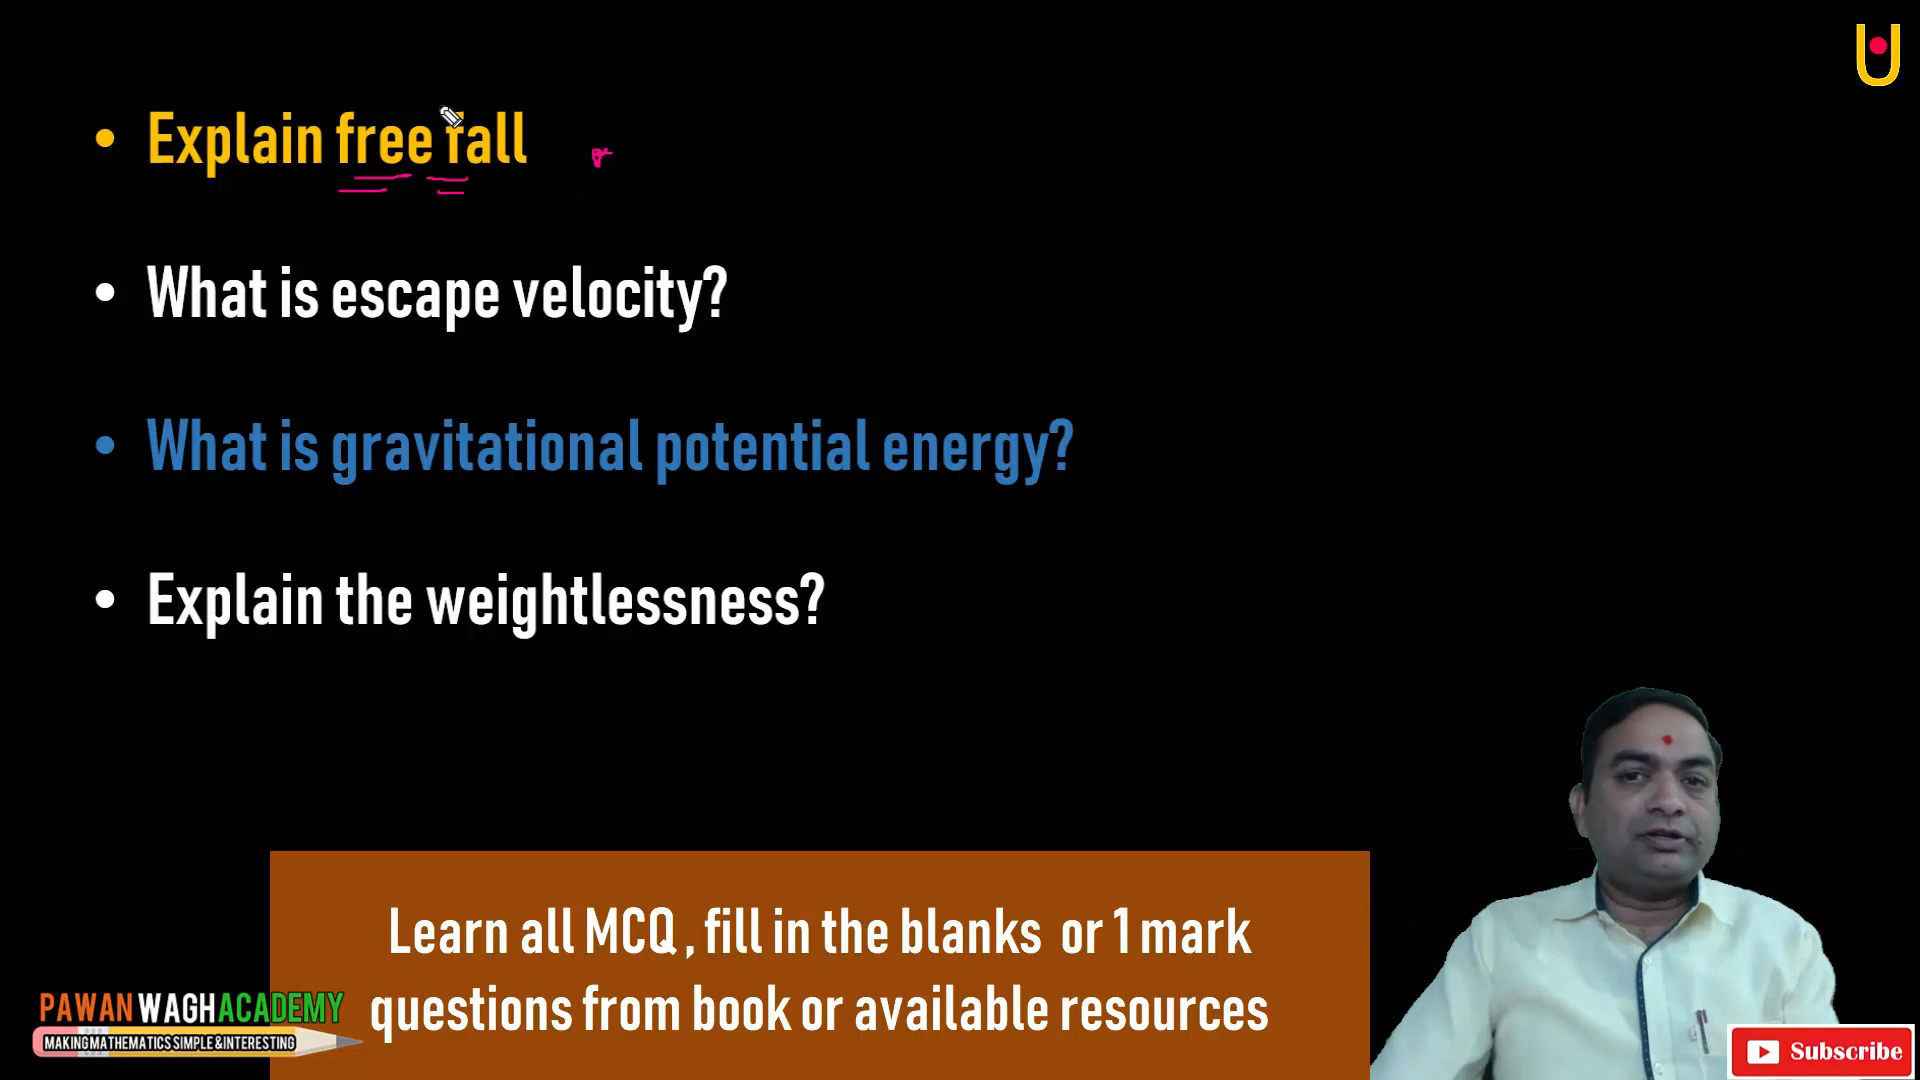 • Explain free fall
• What is escape velocity?
• What is gravitational potential energy?
• Explain the weightlessness?
Learn all MCQ , fill in the blanks or 1 mark
questions from book or available resources
PAWAN WAGH ACADEMY
MAKING MATHEMATICS SIMPLE & INTERESTING
Subscribe